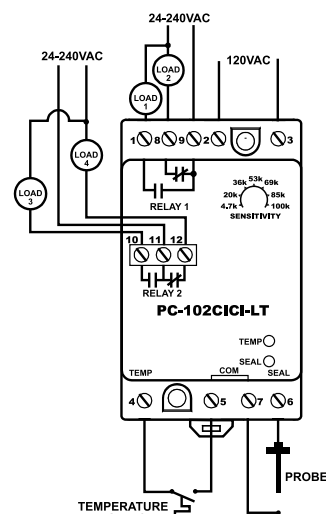 24-240VAC
24-240VAC
120VAC
LOAD 2
LOAD 1
LOAD 4
LOAD 3
1 8 9 2 3
RELAY 1
4.7k 20k 36k 53k 69k 85k 100k
SENSITIVITY
10 11 12
RELAY 2
PC-102CICI-LT
TEMP
SEAL
TEMP COM SEAL
4 5 7 6
PROBE
TEMPERATURE